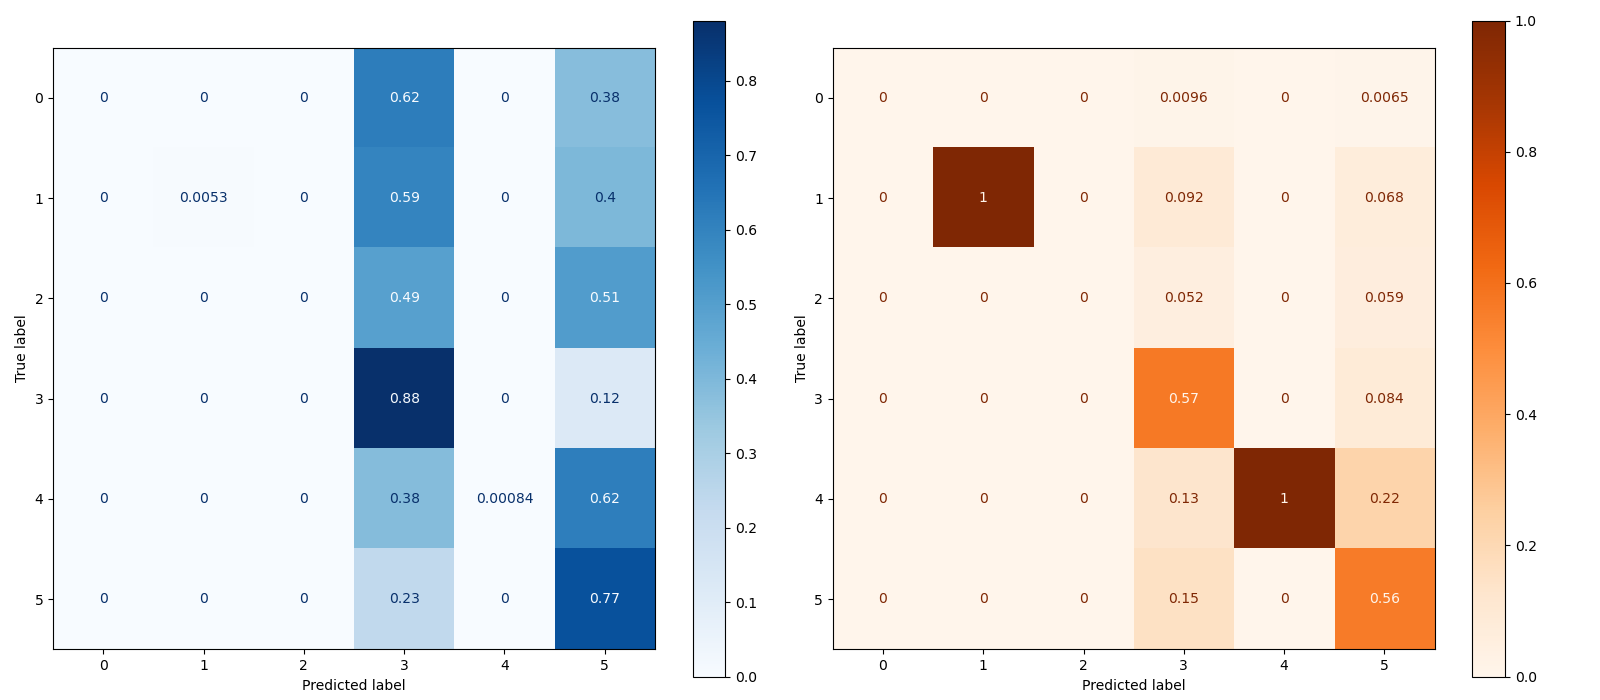 0 0 0 0 0.62 0 0.38
1 0 0.0053 0 0.59 0 0.4
2 0 0 0 0.49 0 0.51
3 0 0 0 0.88 0 0.12
4 0 0 0 0.38 0.00084 0.62
5 0 0 0 0.23 0 0.77
0 1 2 3 4 5
Predicted label
True label
0.8
0.7
0.6
0.5
0.4
0.3
0.2
0.1
0.0
0 0 0 0 0.0096 0 0.0065
1 0 1 0 0.092 0 0.068
2 0 0 0 0.052 0 0.059
3 0 0 0 0.57 0 0.084
4 0 0 0 0.13 1 0.22
5 0 0 0 0.15 0 0.56
0 1 2 3 4 5
Predicted label
True label
1.0
0.8
0.6
0.4
0.2
0.0